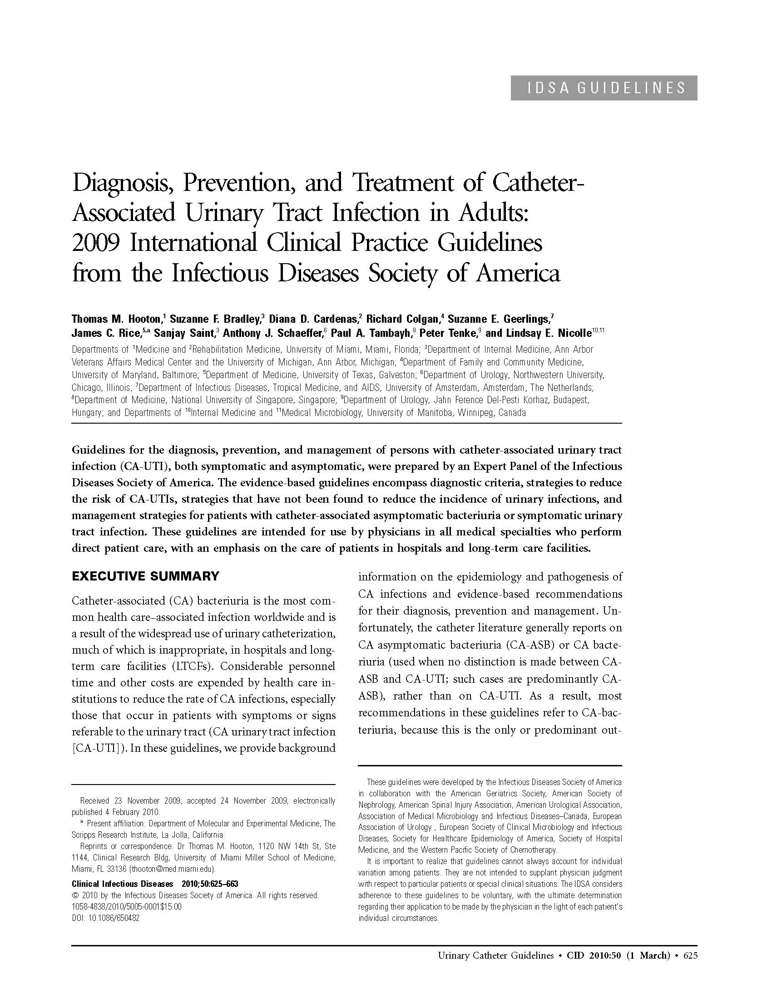 IDSA GUIDELINES
Diagnosis, Prevention, and Treatment of Catheter-
Associated Urinary Tract Infection in Adults:
2009 International Clinical Practice Guidelines
from the Infectious Diseases Society of America
Thomas M. Hooton,1 Suzanne F. Bradley,3 Diana D. Cardenas,2 Richard Colgan,4 Suzanne E. Geerlings,7
James C. Rice,5,a Sanjay Saint,3 Anthony J. Schaeffer,6 Paul A. Tambayh,8 Peter Tenke,9 and Lindsay E. Nicolle10,11
Departments of 1Medicine and 2Rehabilitation Medicine, University of Miami, Miami, Florida; 3Department of Internal Medicine, Ann Arbor
Veterans Affairs Medical Center and the University of Michigan, Ann Arbor, Michigan; 4Department of Family and Community Medicine,
University of Maryland, Baltimore; 5Department of Medicine, University of Texas, Galveston; 6Department of Urology, Northwestern University,
Chicago, Illinois; 7Department of Infectious Diseases, Tropical Medicine, and AIDS, University of Amsterdam, Amsterdam, The Netherlands;
8Department of Medicine, National University of Singapore, Singapore; 9Department of Urology, Jahn Ference Del-Pesti Korhaz, Budapest,
Hungary; and Departments of 10Internal Medicine and 11Medical Microbiology, University of Manitoba, Winnipeg, Canada
Guidelines for the diagnosis, prevention, and management of persons with catheter-associated urinary tract
infection (CA-UTI), both symptomatic and asymptomatic, were prepared by an Expert Panel of the Infectious
Diseases Society of America. The evidence-based guidelines encompass diagnostic criteria, strategies to reduce
the risk of CA-UTIs, strategies that have not been found to reduce the incidence of urinary infections, and
management strategies for patients with catheter-associated asymptomatic bacteriuria or symptomatic urinary
tract infection. These guidelines are intended for use by physicians in all medical specialties who perform
direct patient care, with an emphasis on the care of patients in hospitals and long-term care facilities.
EXECUTIVE SUMMARY
Catheter-associated (CA) bacteriuria is the most com-
mon health care–associated infection worldwide and is
a result of the widespread use of urinary catheterization,
much of which is inappropriate, in hospitals and long-
term care facilities (LTCFs). Considerable personnel
time and other costs are expended by health care in-
stitutions to reduce the rate of CA infections, especially
those that occur in patients with symptoms or signs
referable to the urinary tract (CA urinary tract infection
[CA-UTI]). In these guidelines, we provide background
information on the epidemiology and pathogenesis of
CA infections and evidence-based recommendations
for their diagnosis, prevention and management. Un-
fortunately, the catheter literature generally reports on
CA asymptomatic bacteriuria (CA-ASB) or CA bacte-
riuria (used when no distinction is made between CA-
ASB and CA-UTI; such cases are predominantly CA-
ASB), rather than on CA-UTI. As a result, most
recommendations in these guidelines refer to CA-bac-
teriuria, because this is the only or predominant out-
Received 23 November 2009; accepted 24 November 2009; electronically
published 4 February 2010.
a Present affiliation: Department of Molecular and Experimental Medicine, The
Scripps Research Institute, La Jolla, California.
Reprints or correspondence: Dr Thomas M. Hooton, 1120 NW 14th St, Ste
1144, Clinical Research Bldg, University of Miami Miller School of Medicine,
Miami, FL 33136 (thooton@med.miami.edu).
Clinical Infectious Diseases 2010;50:625–663
© 2010 by the Infectious Diseases Society of America. All rights reserved.
1058-4838/2010/5005-0001$15.00
DOI: 10.1086/650482
These guidelines were developed by the Infectious Diseases Society of America
in collaboration with the American Geriatrics Society, American Society of
Nephrology, American Spinal Injury Association, American Urological Association,
Association of Medical Microbiology and Infectious Diseases–Canada, European
Association of Urology , European Society of Clinical Microbiology and Infectious
Diseases, Society for Healthcare Epidemiology of America, Society of Hospital
Medicine, and the Western Pacific Society of Chemotherapy.
It is important to realize that guidelines cannot always account for individual
variation among patients. They are not intended to supplant physician judgment
with respect to particular patients or special clinical situations. The IDSA considers
adherence to these guidelines to be voluntary, with the ultimate determination
regarding their application to be made by the physician in the light of each patient's
individual circumstances.
Urinary Catheter Guidelines • CID 2010:50 (1 March) • 625